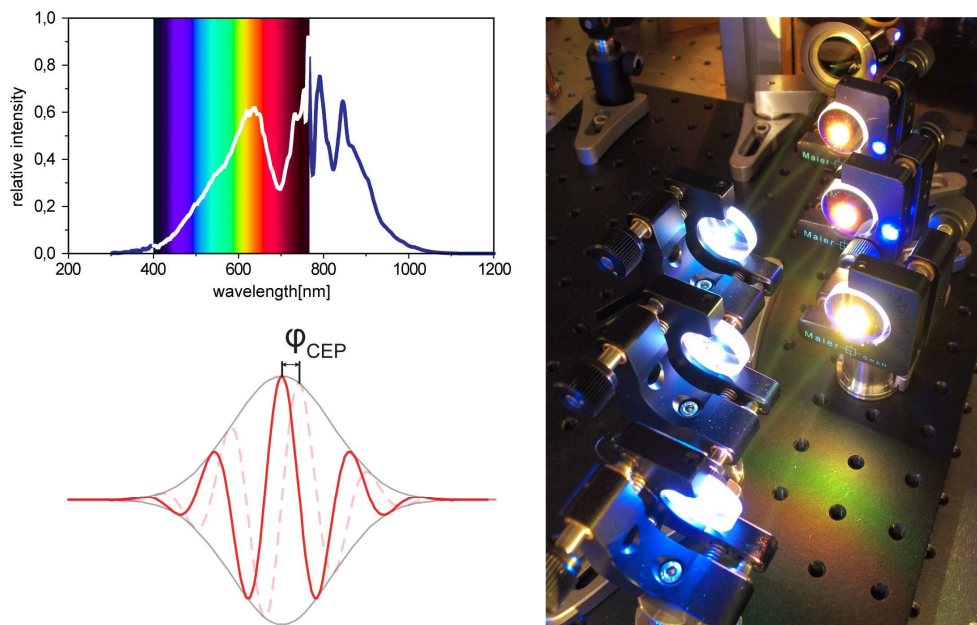 1,0
0,8
0,6
0,4
0,2
0,0
relative intensity
200 400 600 800 1000 1200
wavelength[nm]
φCEP
Maier
Maier
Maier GmbH